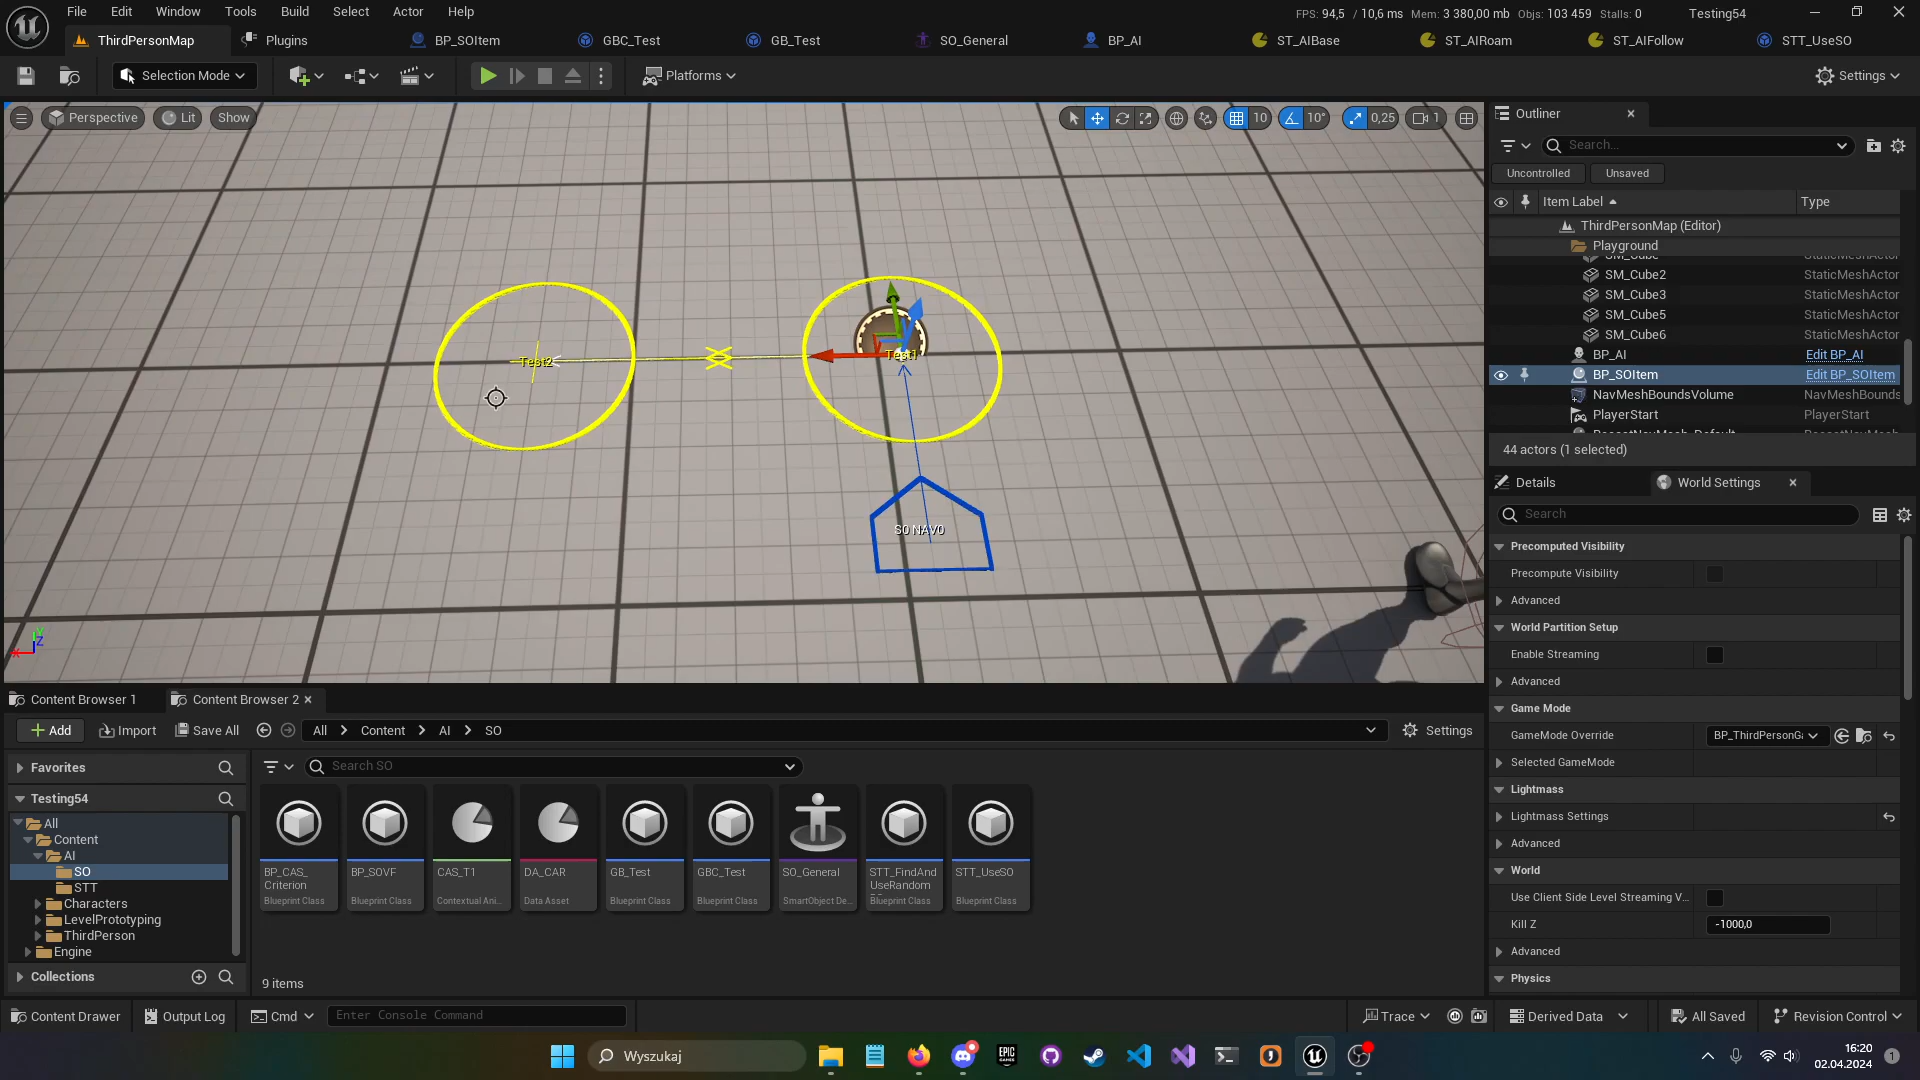 File Edit Window Tools Build Select Actor Help
FPS: 94,5 / 10,6 ms Mem: 3 380,00 mb Objs: 103 459 Stalls: 0 Testing54
ThirdPersonMap Plugins BP_SOItem GBC_Test GB_Test SO_General BP_AI ST_AIBase ST_AIRoam ST_AIFollow STT_UseSO
Selection Mode Platforms Settings
Perspective Lit Show 10 10° 0,25 1
Test2
Test1
SO NAV0
Z
X
Outliner
Search...
Uncontrolled Unsaved
Item Label Type
ThirdPersonMap (Editor)
Playground
SM_Cube2 StaticMeshActor
SM_Cube3 StaticMeshActor
SM_Cube5 StaticMeshActor
SM_Cube6 StaticMeshActor
BP_AI Edit BP_AI
BP_SOItem Edit BP_SOItem
NavMeshBoundsVolume NavMeshBounds
PlayerStart PlayerStart
44 actors (1 selected)
Details World Settings
Search
Precomputed Visibility
Precompute Visibility
Advanced
World Partition Setup
Enable Streaming
Advanced
Game Mode
GameMode Override BP_ThirdPersonGa
Selected GameMode
Lightmass
Lightmass Settings
Advanced
World
Use Client Side Level Streaming V...
Kill Z -1000,0
Advanced
Physics
Content Browser 1 Content Browser 2
Add Import Save All All Content AI SO Settings
Favorites
Search SO
Testing54
All
Content
AI
SO
STT
Characters
LevelPrototyping
ThirdPerson
Engine
Collections
BP_CAS_
Criterion
Blueprint Class
BP_SOVF
Blueprint Class
CAS_T1
Contextual Ani...
DA_CAR
Data Asset
GB_Test
Blueprint Class
GBC_Test
Blueprint Class
SO_General
SmartObject De...
STT_FindAnd
UseRandom
Blueprint Class
STT_UseSO
Blueprint Class
9 items
Content Drawer Output Log Cmd Enter Console Command Trace Derived Data All Saved Revision Control
Wyszukaj
EPIC
GAMES
16:20
02.04.2024
1